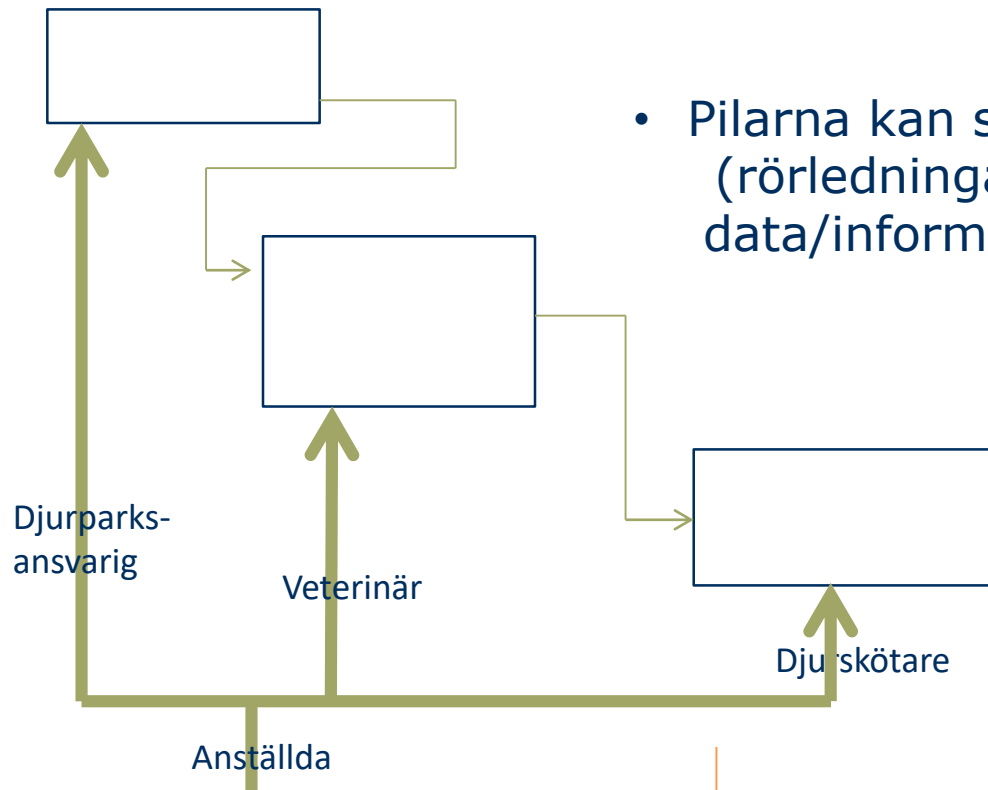 • Pilarna kan s
(rörledninga
data/inform
Djurparks-
ansvarig
Veterinär
Djurskötare
Anställda